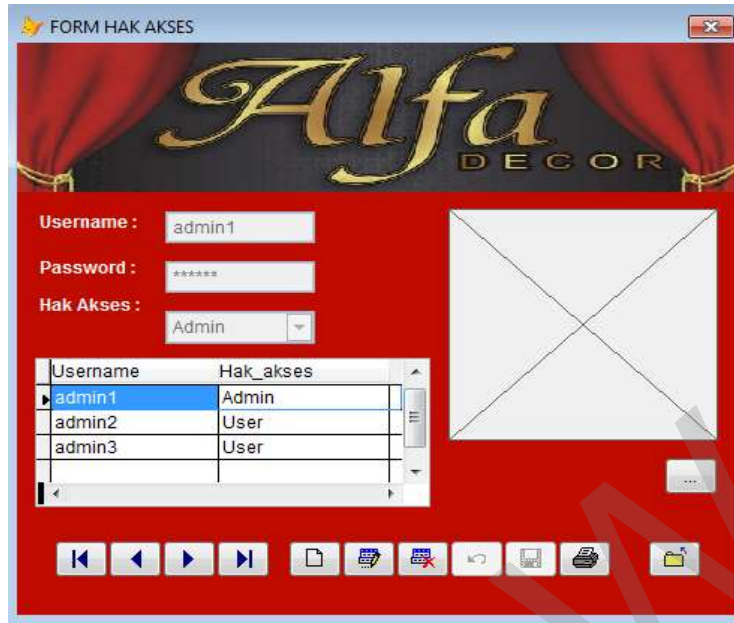 FORM HAK AKSES
Alfa
DECOR
Username :
admin1
Password :
******
Hak Akses :
Admin
Username Hak_akses
admin1 Admin
admin2 User
admin3 User
...